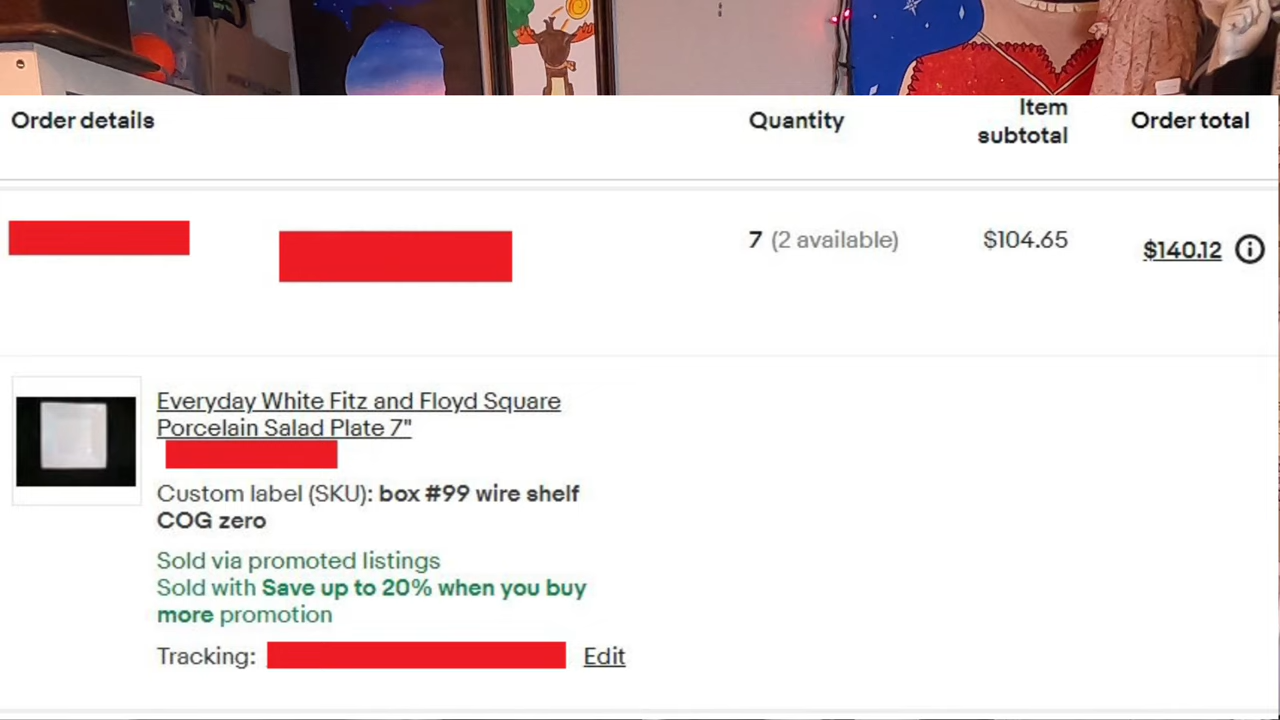 Order details
Quantity
Item
subtotal
Order total
7 (2 available)
$104.65
$140.12
Everyday White Fitz and Floyd Square
Porcelain Salad Plate 7"
Custom label (SKU): box #99 wire shelf
COG zero
Sold via promoted listings
Sold with Save up to 20% when you buy
more promotion
Tracking:
Edit